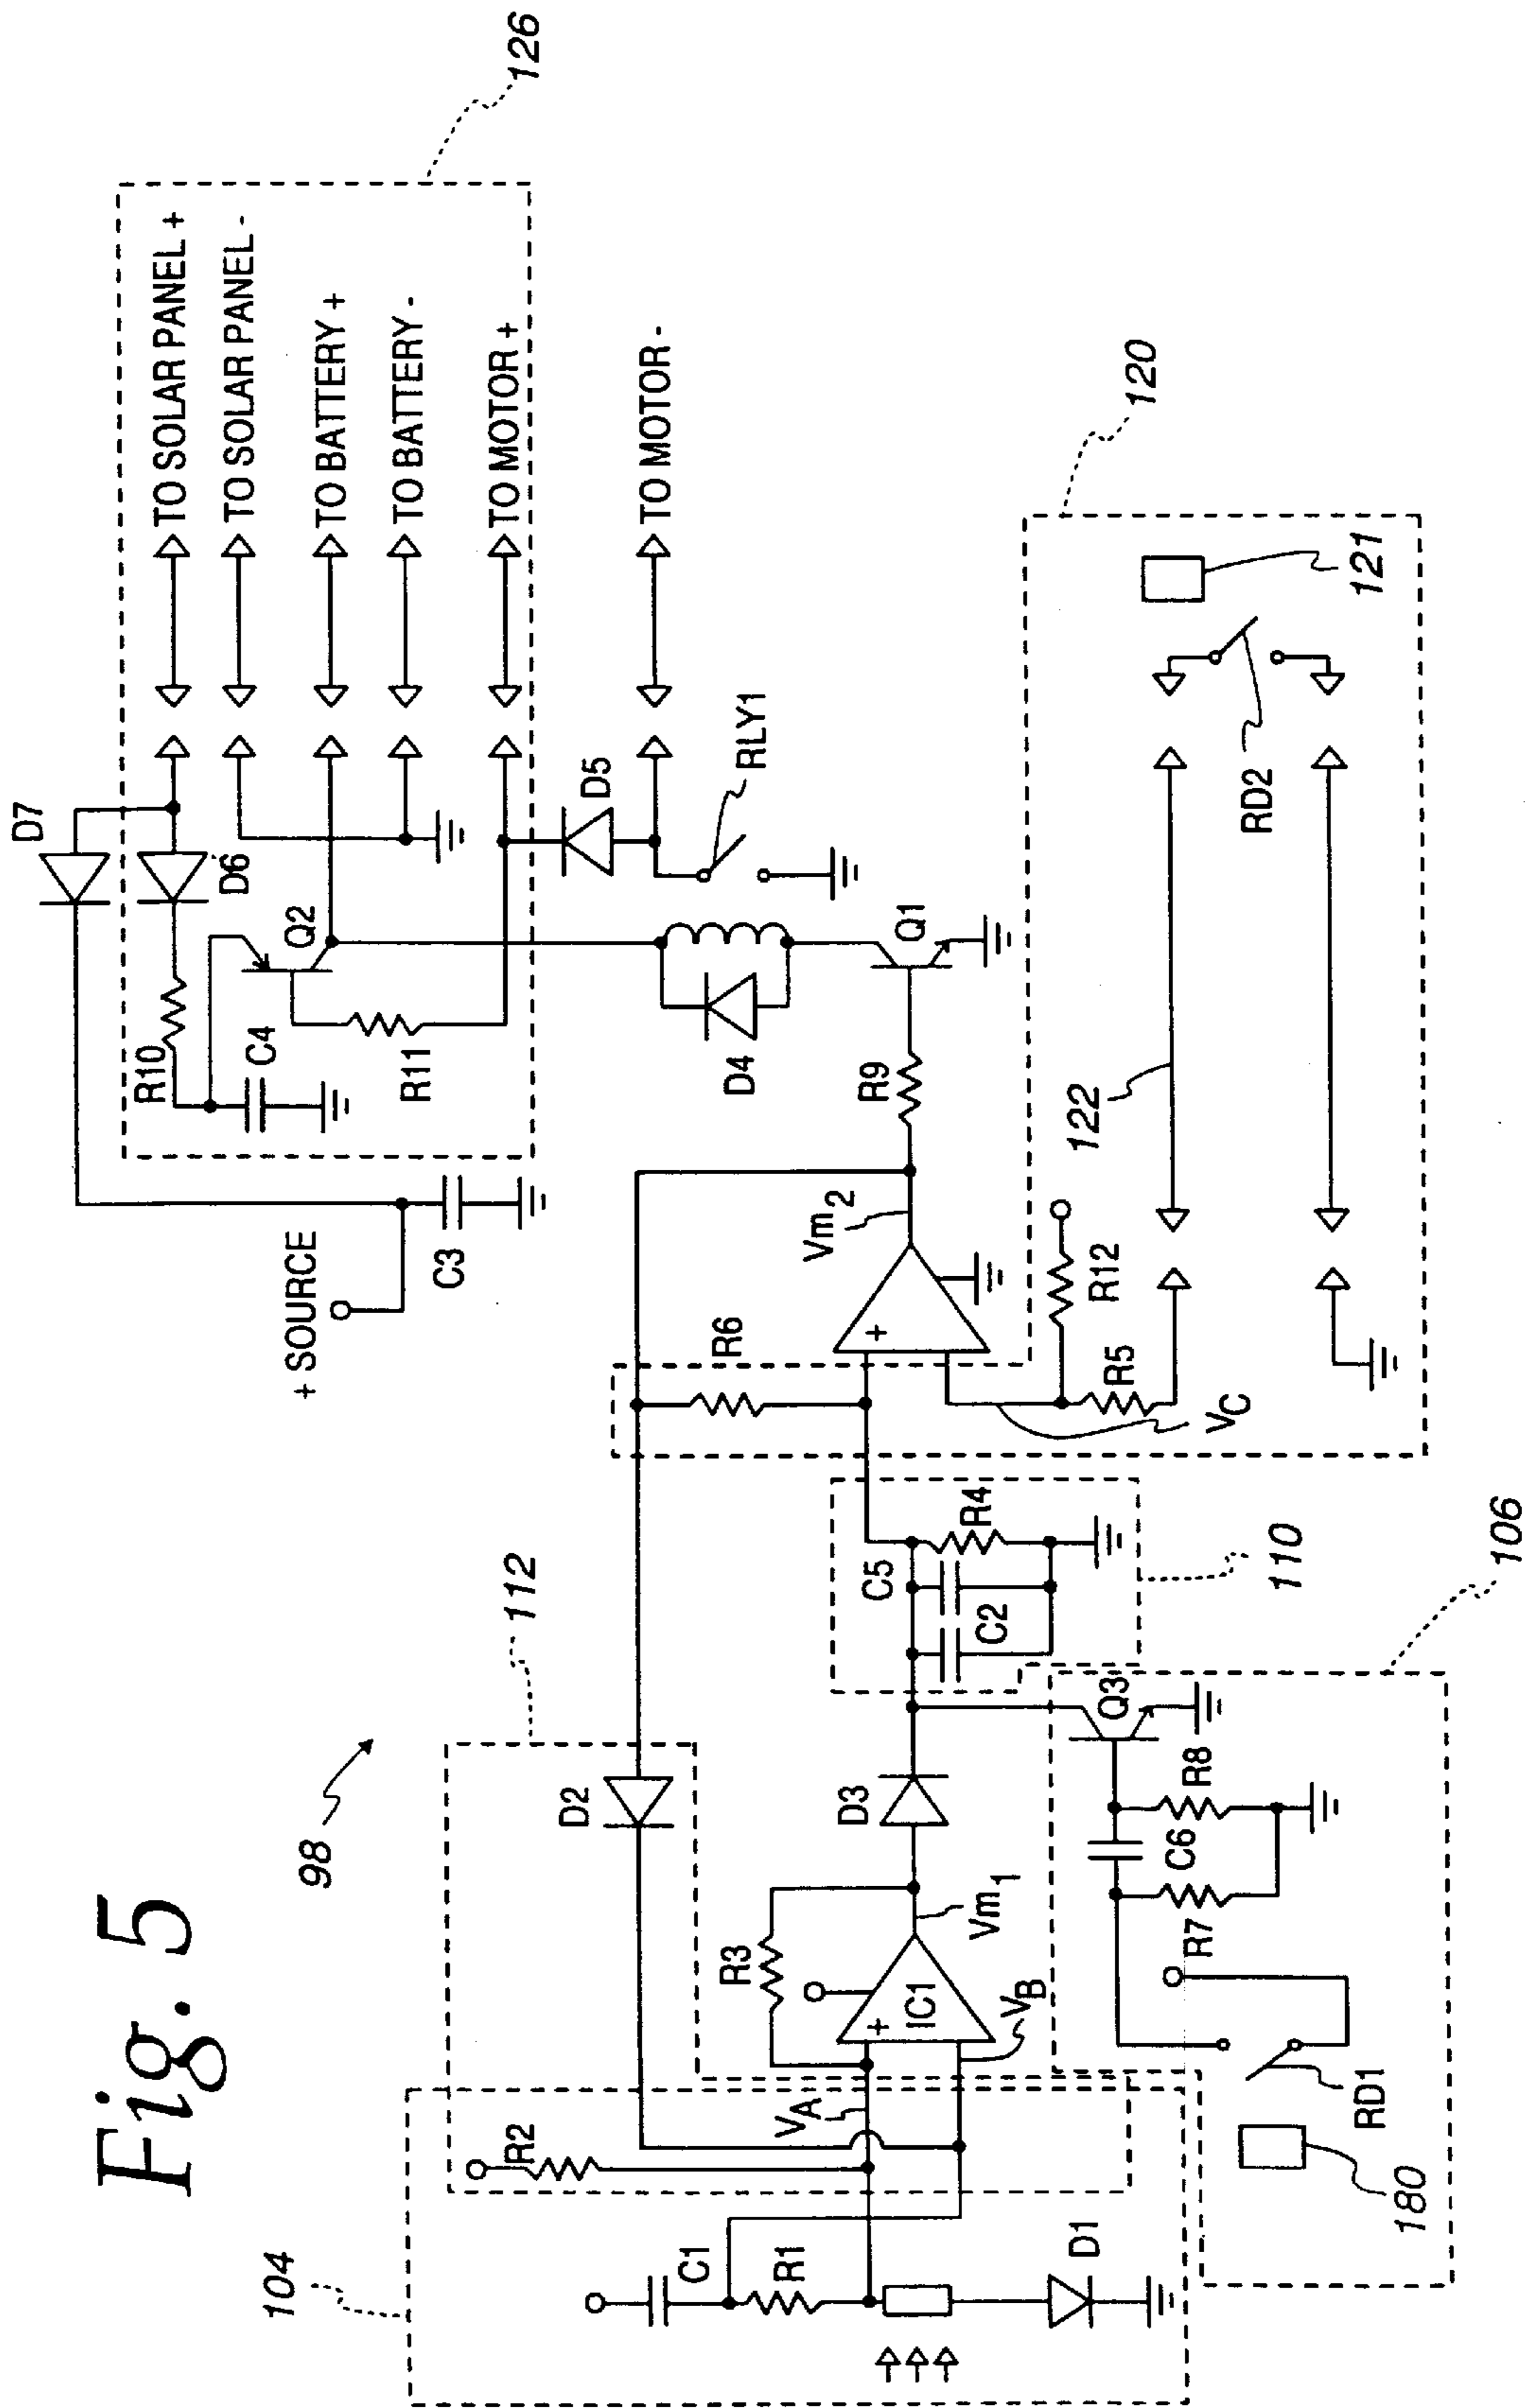 Fig. 5
98
126
D7
+ SOURCE
C3
TO SOLAR PANEL +
TO SOLAR PANEL -
TO BATTERY +
TO BATTERY -
TO MOTOR +
TO MOTOR -
D6
R10
C4
Q2
R11
D5
RLY1
D4
Q1
R9
112
D2
R6
Vm2
+
R12
R5
VC
120
122
RD2
121
104
C1
R1
R2
D1
VA
VB
+
IC1
R3
Vm1
D3
C5
R4
C2
110
106
Q3
R8
C6
R7
RD1
180